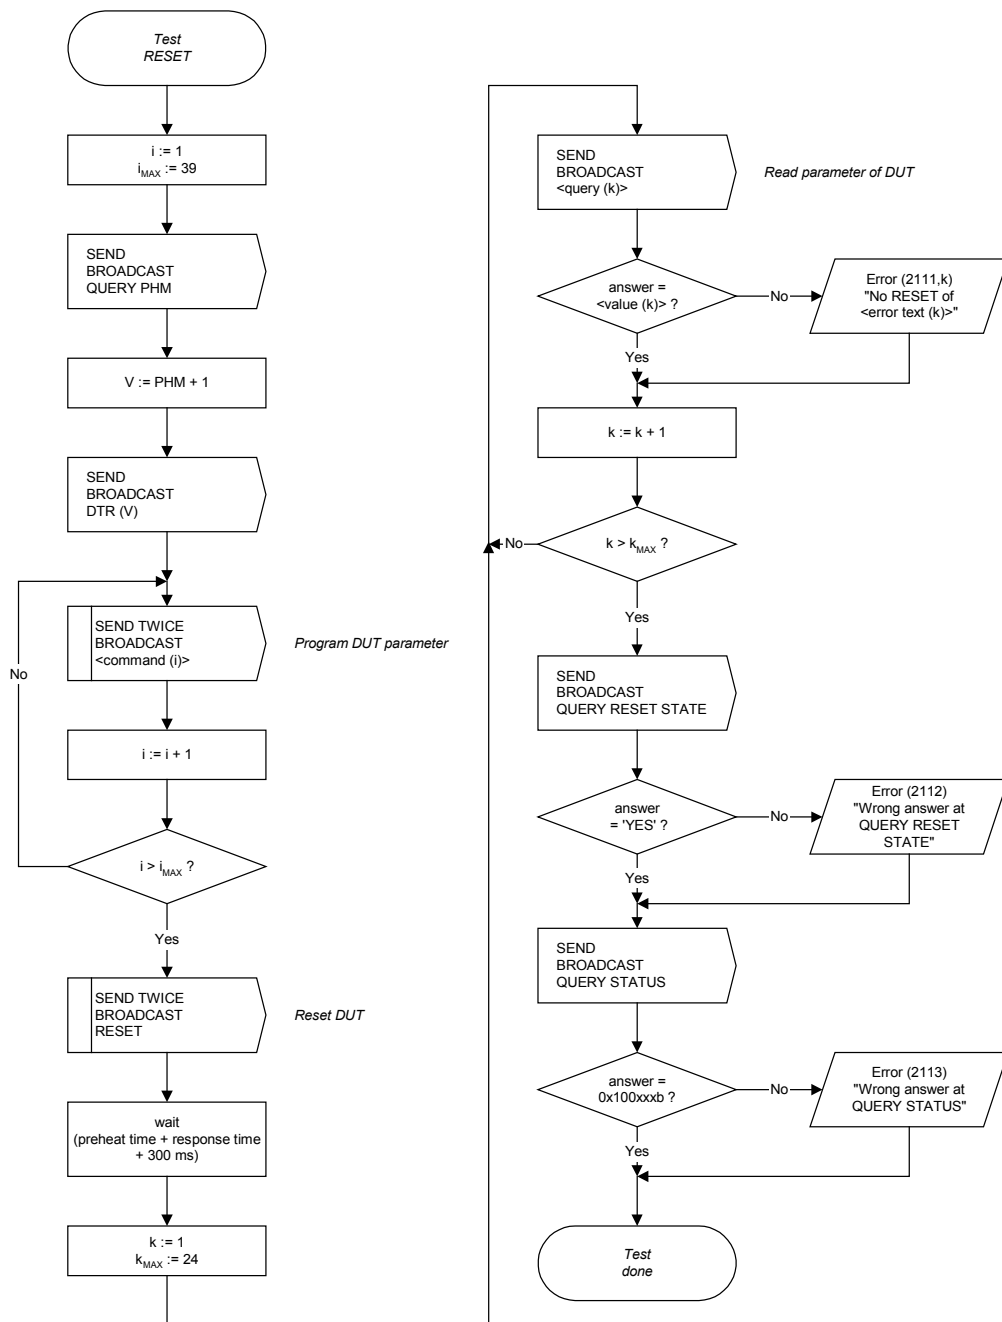 Test
RESET
i := 1
iMAX := 39
SEND
BROADCAST
QUERY PHM
V := PHM + 1
SEND
BROADCAST
DTR (V)
SEND TWICE
BROADCAST
<command (i)>
Program DUT parameter
No
i := i + 1
i > iMAX ?
Yes
SEND TWICE
BROADCAST
RESET
Reset DUT
wait
(preheat time + response time
+ 300 ms)
k := 1
kMAX := 24
SEND
BROADCAST
<query (k)>
Read parameter of DUT
answer =
<value (k)> ?
No
Error (2111,k)
"No RESET of
<error text (k)>"
Yes
k := k + 1
k > kMAX ?
No
Yes
SEND
BROADCAST
QUERY RESET STATE
answer
= 'YES' ?
No
Error (2112)
"Wrong answer at
QUERY RESET
STATE"
Yes
SEND
BROADCAST
QUERY STATUS
answer =
0x100xxxb ?
No
Error (2113)
"Wrong answer at
QUERY STATUS"
Yes
Test
done